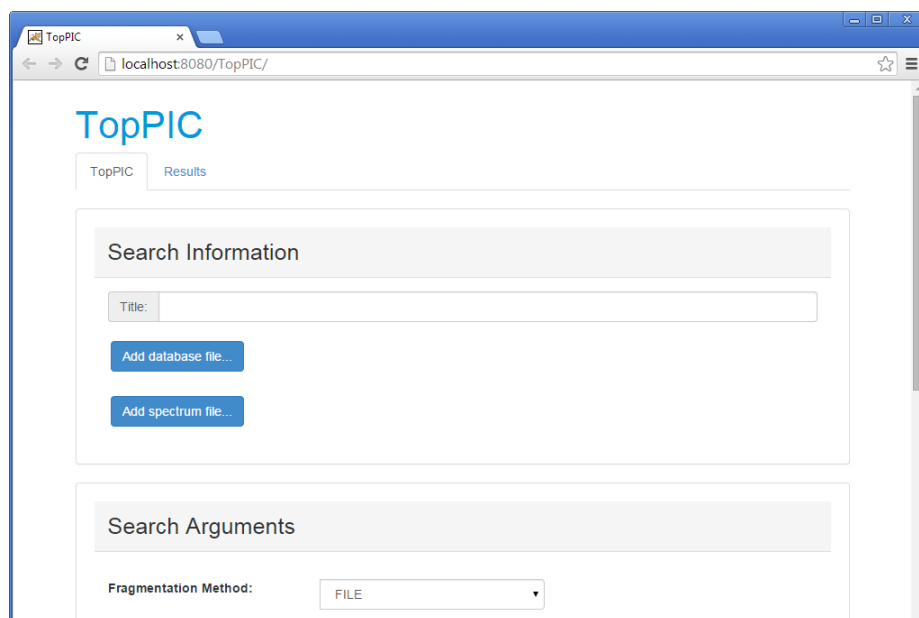 TopPIC
localhost:8080/TopPIC/
TopPIC
TopPIC Results
Search Information
Title:
Add database file...
Add spectrum file...
Search Arguments
Fragmentation Method: FILE